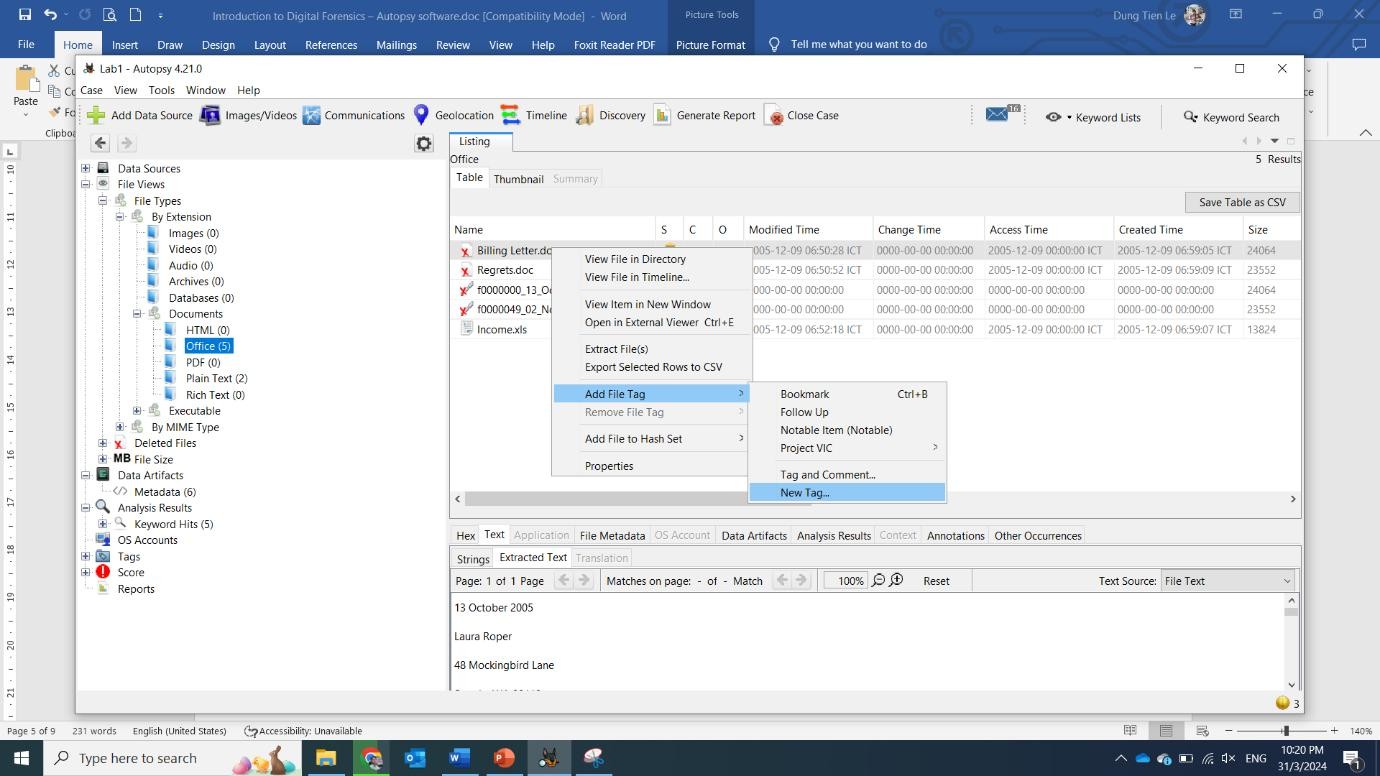 Introduction to Digital Forensics – Autopsy software.doc [Compatibility Mode] - Word
Picture Tools
Dung Tien Le
File Home Insert Draw Design Layout References Mailings Review View Help Foxit Reader PDF Picture Format Tell me what you want to do
Paste
Lab1 - Autopsy 4.21.0
Case View Tools Window Help
Add Data Source Images/Videos Communications Geolocation Timeline Discovery Generate Report Close Case 16 Keyword Lists Keyword Search
Data Sources
File Views
File Types
By Extension
Images (0)
Videos (0)
Audio (0)
Archives (0)
Databases (0)
Documents
HTML (0)
Office (5)
PDF (0)
Plain Text (2)
Rich Text (0)
Executable
By MIME Type
Deleted Files
MB File Size
Data Artifacts
Metadata (6)
Analysis Results
Keyword Hits (5)
OS Accounts
Tags
Score
Reports
Listing
Office 5 Results
Table Thumbnail Summary
Save Table as CSV
Name S C O Modified Time Change Time Access Time Created Time Size
Billing Letter.doc 2005-12-09 06:50:28 ICT 0000-00-00 00:00:00 2005-12-09 00:00:00 ICT 2005-12-09 06:59:05 ICT 24064
Regrets.doc 2005-12-09 06:50:52 ICT 0000-00-00 00:00:00 2005-12-09 00:00:00 ICT 2005-12-09 06:59:06 ICT 23552
f0000000_13_Oc 0000-00-00 00:00:00 0000-00-00 00:00:00 0000-00-00 00:00:00 0000-00-00 00:00:00 24064
f0000049_02_No 0000-00-00 00:00:00 0000-00-00 00:00:00 0000-00-00 00:00:00 0000-00-00 00:00:00 23552
Income.xls 2005-12-09 06:52:18 ICT 0000-00-00 00:00:00 2005-12-09 00:00:00 ICT 2005-12-09 06:59:07 ICT 13824
View File in Directory
View File in Timeline...
View Item in New Window
Open in External Viewer Ctrl+E
Extract File(s)
Export Selected Rows to CSV
Add File Tag
Remove File Tag
Add File to Hash Set
Properties
Bookmark Ctrl+B
Follow Up
Notable Item (Notable)
Project VIC
Tag and Comment...
New Tag...
Hex Text Application File Metadata OS Account Data Artifacts Analysis Results Context Annotations Other Occurrences
Strings Extracted Text Translation
Page: 1 of 1 Page Matches on page: - of - Match 100% Reset Text Source: File Text
13 October 2005
Laura Roper
48 Mockingbird Lane
3
Page 5 of 9 231 words English (United States) Accessibility: Unavailable 140%
Type here to search
ENG
10:20 PM
31/3/2024
1